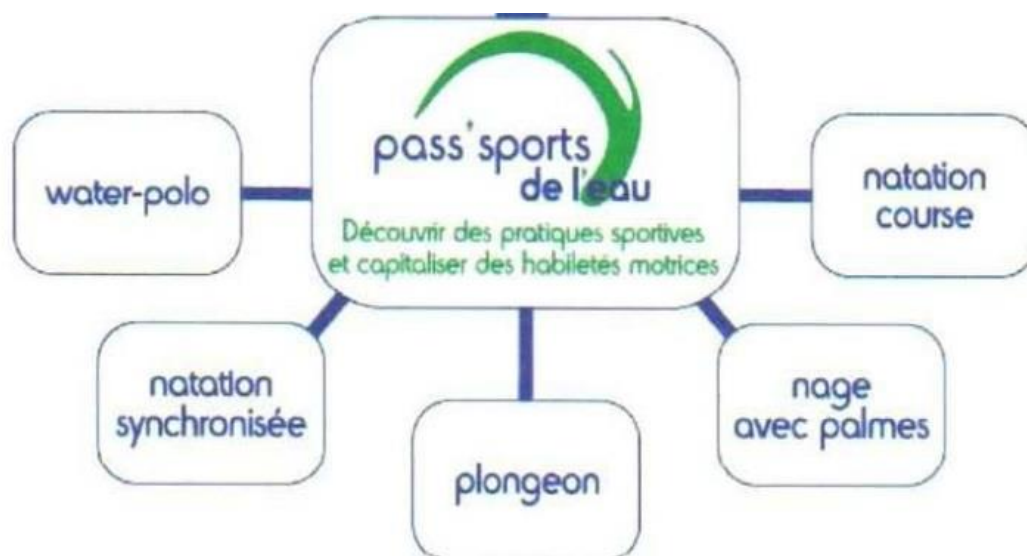 pass'sports
de l'eau
Découvrir des pratiques sportives
et capitaliser des habiletés motrices
water-polo
natation
course
natation
synchronisée
nage
avec palmes
plongeon